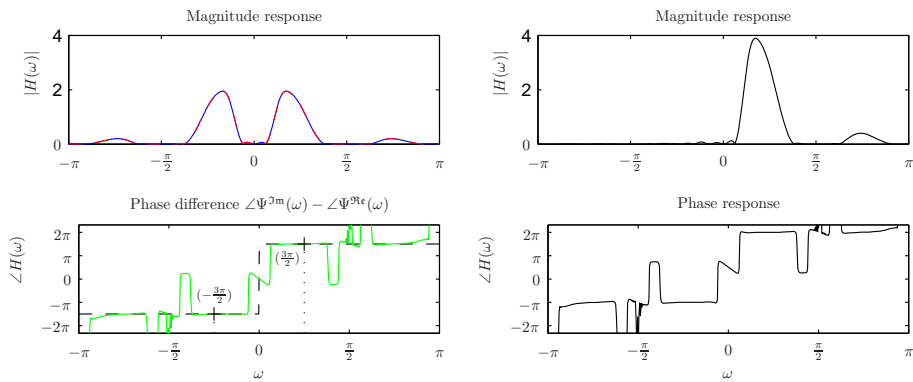 Magnitude response
|H(ω)|
4
2
0
−π
−π/2
0
π/2
π
Magnitude response
|H(ω)|
4
2
0
−π
−π/2
0
π/2
π
Phase difference ∠Ψ^ℑ𝔪(ω) − ∠Ψ^ℜ𝔢(ω)
∠H(ω)
2π
π
0
−π
−2π
(3π/2)
(−3π/2)
−π
−π/2
0
π/2
π
ω
Phase response
∠H(ω)
2π
π
0
−π
−2π
−π
−π/2
0
π/2
π
ω